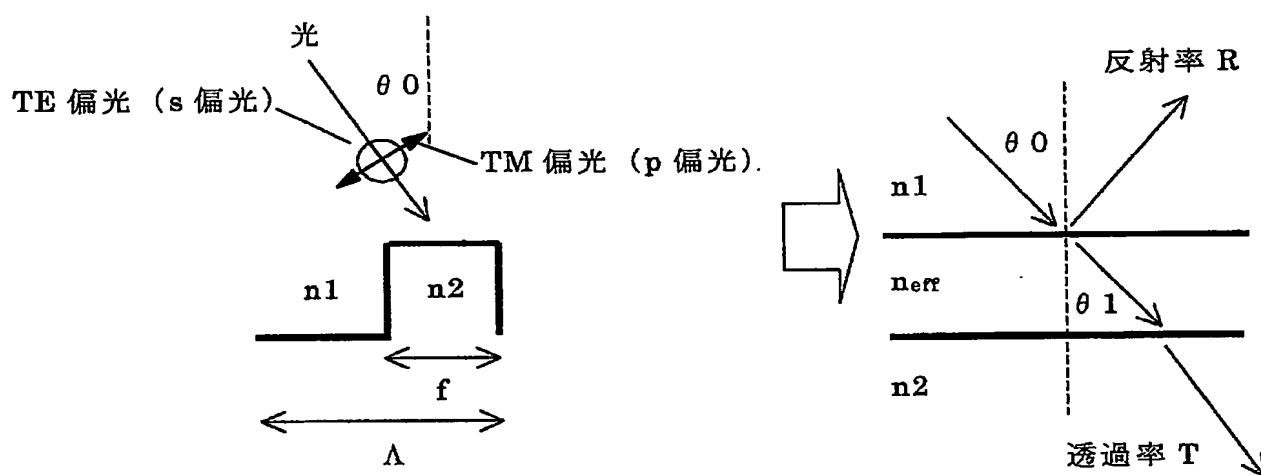 光
θ 0
TE 偏光 (s 偏光)
TM 偏光 (p 偏光).
n1
n2
f
Λ
反射率 R
θ 0
n1
neff
θ 1
n2
透過率 T